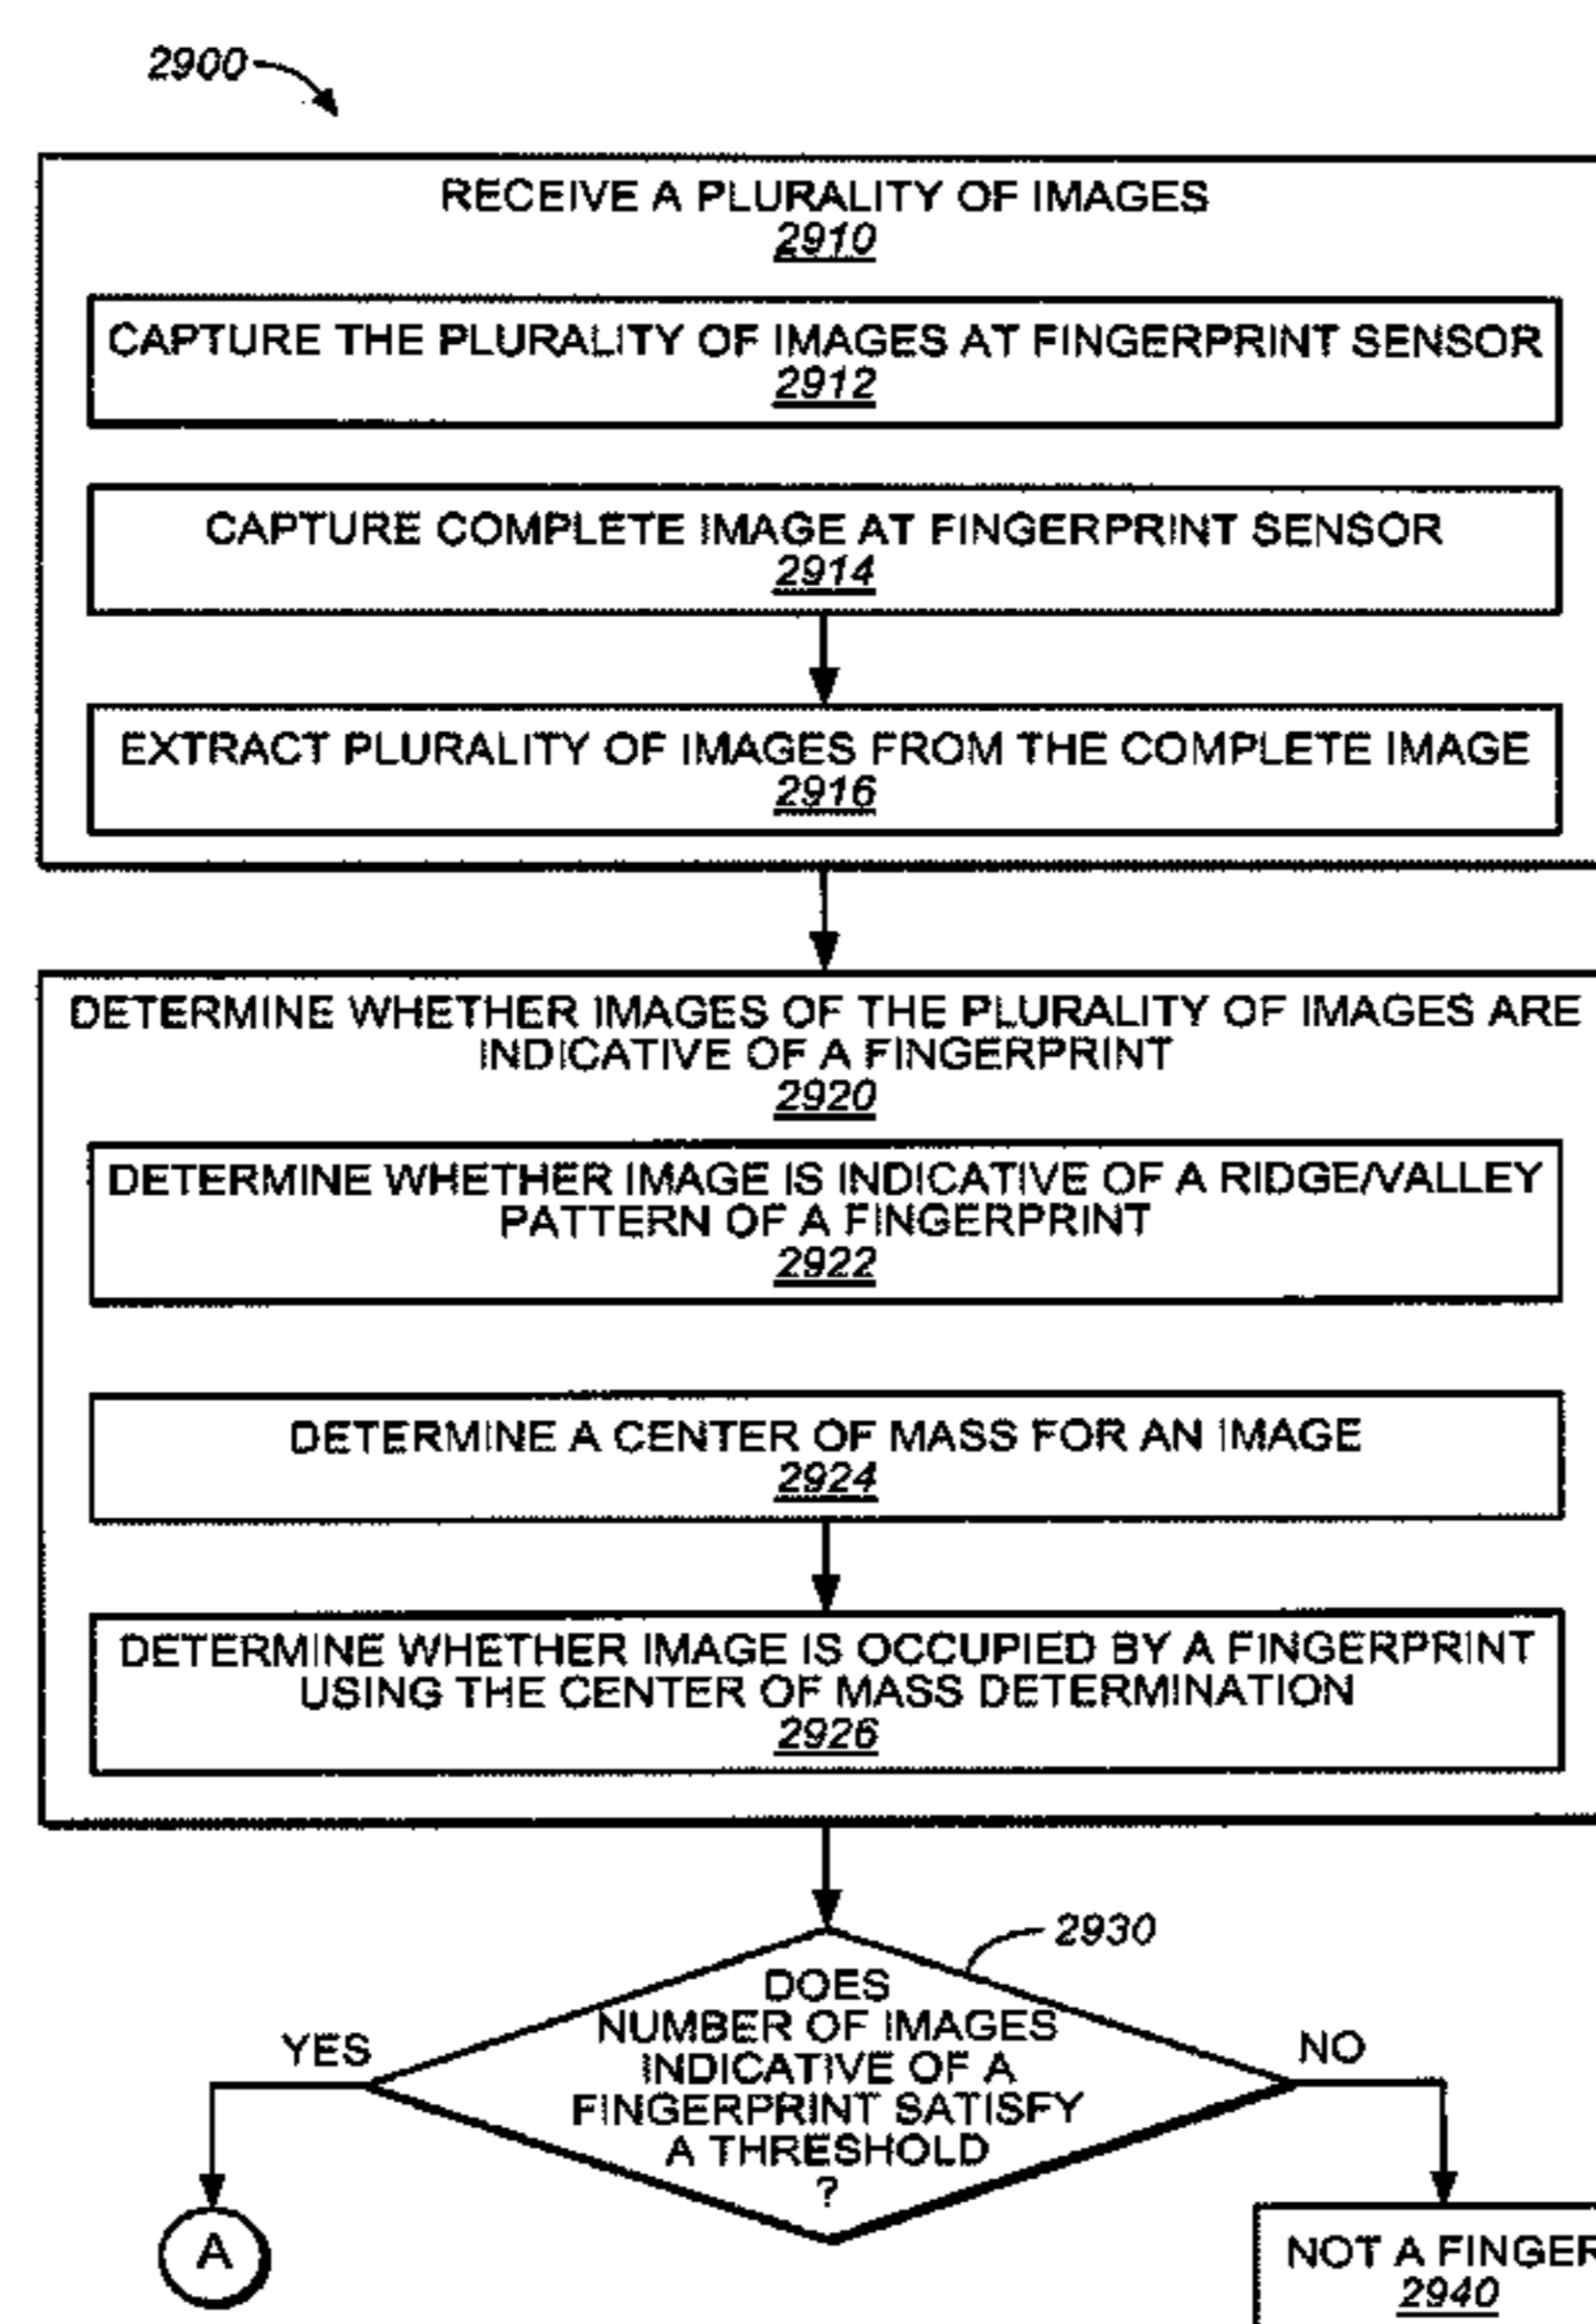 2900
RECEIVE A PLURALITY OF IMAGES
2910
CAPTURE THE PLURALITY OF IMAGES AT FINGERPRINT SENSOR
2912
CAPTURE COMPLETE IMAGE AT FINGERPRINT SENSOR
2914
EXTRACT PLURALITY OF IMAGES FROM THE COMPLETE IMAGE
2916
DETERMINE WHETHER IMAGES OF THE PLURALITY OF IMAGES ARE
INDICATIVE OF A FINGERPRINT
2920
DETERMINE WHETHER IMAGE IS INDICATIVE OF A RIDGE/VALLEY
PATTERN OF A FINGERPRINT
2922
DETERMINE A CENTER OF MASS FOR AN IMAGE
2924
DETERMINE WHETHER IMAGE IS OCCUPIED BY A FINGERPRINT
USING THE CENTER OF MASS DETERMINATION
2926
2930
DOES
NUMBER OF IMAGES
INDICATIVE OF A
FINGERPRINT SATISFY
A THRESHOLD
?
YES
NO
A
NOT A FINGER
2940